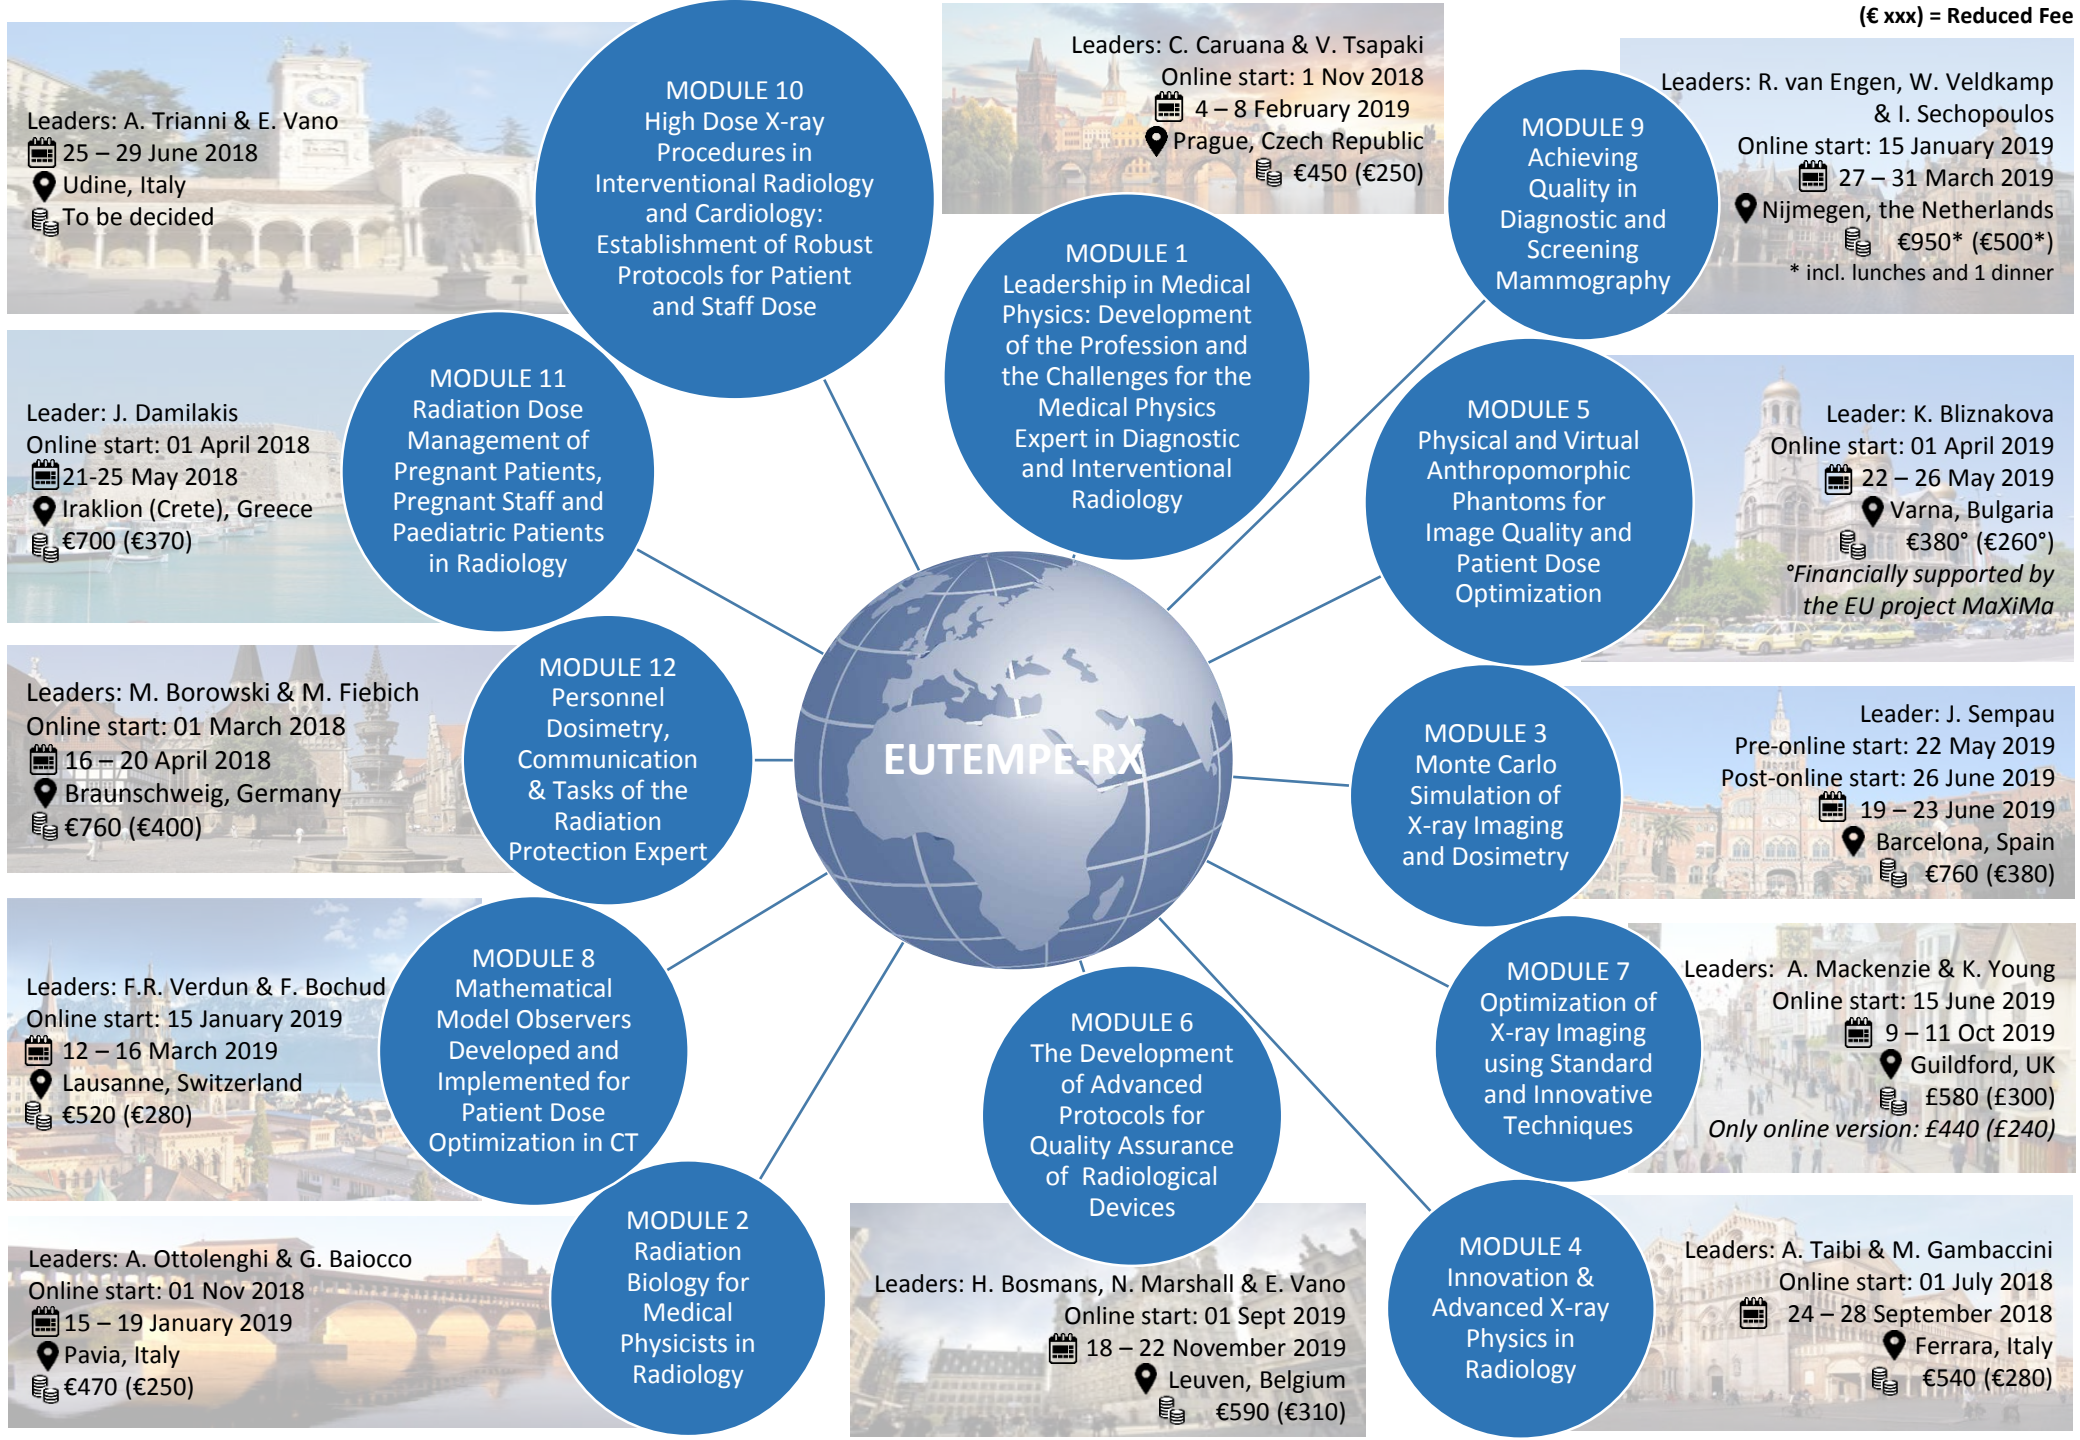 (€ xxx) = Reduced Fee
MODULE 10
High Dose X-ray
Procedures in
Interventional Radiology
and Cardiology:
Establishment of Robust
Protocols for Patient
and Staff Dose
Leaders: A. Trianni & E. Vano
25 – 29 June 2018
Udine, Italy
To be decided
Leaders: C. Caruana & V. Tsapaki
Online start: 1 Nov 2018
4 – 8 February 2019
Prague, Czech Republic
€450 (€250)
MODULE 1
Leadership in Medical
Physics: Development
of the Profession and
the Challenges for the
Medical Physics
Expert in Diagnostic
and Interventional
Radiology
MODULE 9
Achieving
Quality in
Diagnostic and
Screening
Mammography
Leaders: R. van Engen, W. Veldkamp
& I. Sechopoulos
Online start: 15 January 2019
27 – 31 March 2019
Nijmegen, the Netherlands
€950* (€500*)
* incl. lunches and 1 dinner
Leader: J. Damilakis
Online start: 01 April 2018
21-25 May 2018
Iraklion (Crete), Greece
€700 (€370)
MODULE 11
Radiation Dose
Management of
Pregnant Patients,
Pregnant Staff and
Paediatric Patients
in Radiology
MODULE 5
Physical and Virtual
Anthropomorphic
Phantoms for
Image Quality and
Patient Dose
Optimization
Leader: K. Bliznakova
Online start: 01 April 2019
22 – 26 May 2019
Varna, Bulgaria
€380° (€260°)
°Financially supported by
the EU project MaXiMa
Leaders: M. Borowski & M. Fiebich
Online start: 01 March 2018
16 – 20 April 2018
Braunschweig, Germany
€760 (€400)
MODULE 12
Personnel
Dosimetry,
Communication
& Tasks of the
Radiation
Protection Expert
EUTEMPE-RX
MODULE 3
Monte Carlo
Simulation of
X-ray Imaging
and Dosimetry
Leader: J. Sempau
Pre-online start: 22 May 2019
Post-online start: 26 June 2019
19 – 23 June 2019
Barcelona, Spain
€760 (€380)
Leaders: F.R. Verdun & F. Bochud
Online start: 15 January 2019
12 – 16 March 2019
Lausanne, Switzerland
€520 (€280)
MODULE 8
Mathematical
Model Observers
Developed and
Implemented for
Patient Dose
Optimization in CT
MODULE 7
Optimization of
X-ray Imaging
using Standard
and Innovative
Techniques
Leaders: A. Mackenzie & K. Young
Online start: 15 June 2019
9 – 11 Oct 2019
Guildford, UK
£580 (£300)
Only online version: £440 (£240)
MODULE 6
The Development
of Advanced
Protocols for
Quality Assurance
of Radiological
Devices
Leaders: A. Ottolenghi & G. Baiocco
Online start: 01 Nov 2018
15 – 19 January 2019
Pavia, Italy
€470 (€250)
MODULE 2
Radiation
Biology for
Medical
Physicists in
Radiology
Leaders: H. Bosmans, N. Marshall & E. Vano
Online start: 01 Sept 2019
18 – 22 November 2019
Leuven, Belgium
€590 (€310)
MODULE 4
Innovation &
Advanced X-ray
Physics in
Radiology
Leaders: A. Taibi & M. Gambaccini
Online start: 01 July 2018
24 – 28 September 2018
Ferrara, Italy
€540 (€280)